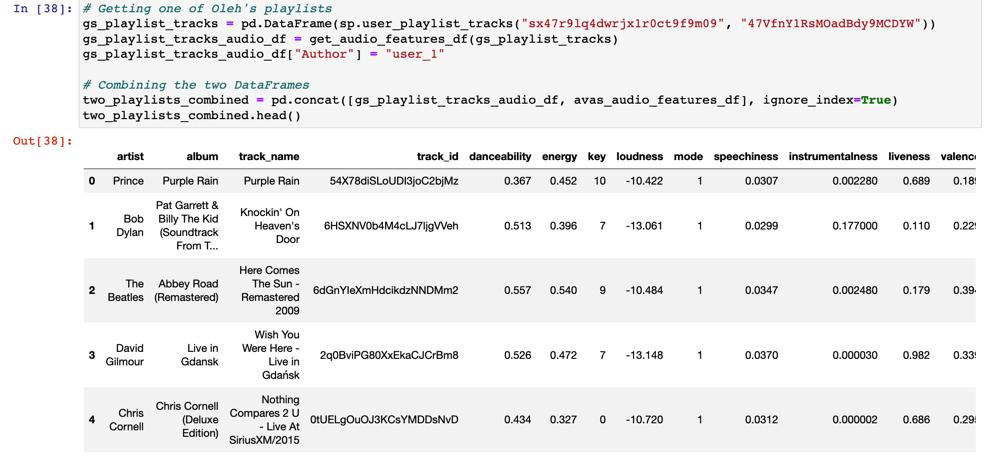 In [38]:
# Getting one of Oleh's playlists
gs_playlist_tracks = pd.DataFrame(sp.user_playlist_tracks("sx47r9lq4dwrjx1r0ct9f9m09", "47VfnY1RsMOadBdy9MCDYW"))
gs_playlist_tracks_audio_df = get_audio_features_df(gs_playlist_tracks)
gs_playlist_tracks_audio_df["Author"] = "user_1"
# Combining the two DataFrames
two_playlists_combined = pd.concat([gs_playlist_tracks_audio_df, avas_audio_features_df], ignore_index=True)
two_playlists_combined.head()
Out[38]:
artist album track_name track_id danceability energy key loudness mode speechiness instrumentalness liveness valenc
0 Prince Purple Rain Purple Rain 54X78diSLoUDI3joC2bjMz 0.367 0.452 10 -10.422 1 0.0307 0.002280 0.689 0.189
1 Bob Dylan
Pat Garrett &
Billy The Kid
(Soundtrack
From T...
Knockin' On
Heaven's
Door
6HSXNV0b4M4cLJ7ljgVVeh 0.513 0.396 7 -13.061 1 0.0299 0.177000 0.110 0.229
2 The Beatles
Abbey Road
(Remastered)
Here Comes
The Sun -
Remastered
2009
6dGnYIeXmHdcikdzNNDMm2 0.557 0.540 9 -10.484 1 0.0347 0.002480 0.179 0.394
3 David Gilmour
Live in
Gdansk
Wish You
Were Here -
Live in
Gdańsk
2q0BviPG80XxEkaCJCrBm8 0.526 0.472 7 -13.148 1 0.0370 0.000030 0.982 0.339
4 Chris Cornell
Chris Cornell
(Deluxe
Edition)
Nothing
Compares 2 U
- Live At
SiriusXM/2015
0tUELgOuOJ3KCsYMDDsNvD 0.434 0.327 0 -10.720 1 0.0312 0.000002 0.686 0.295